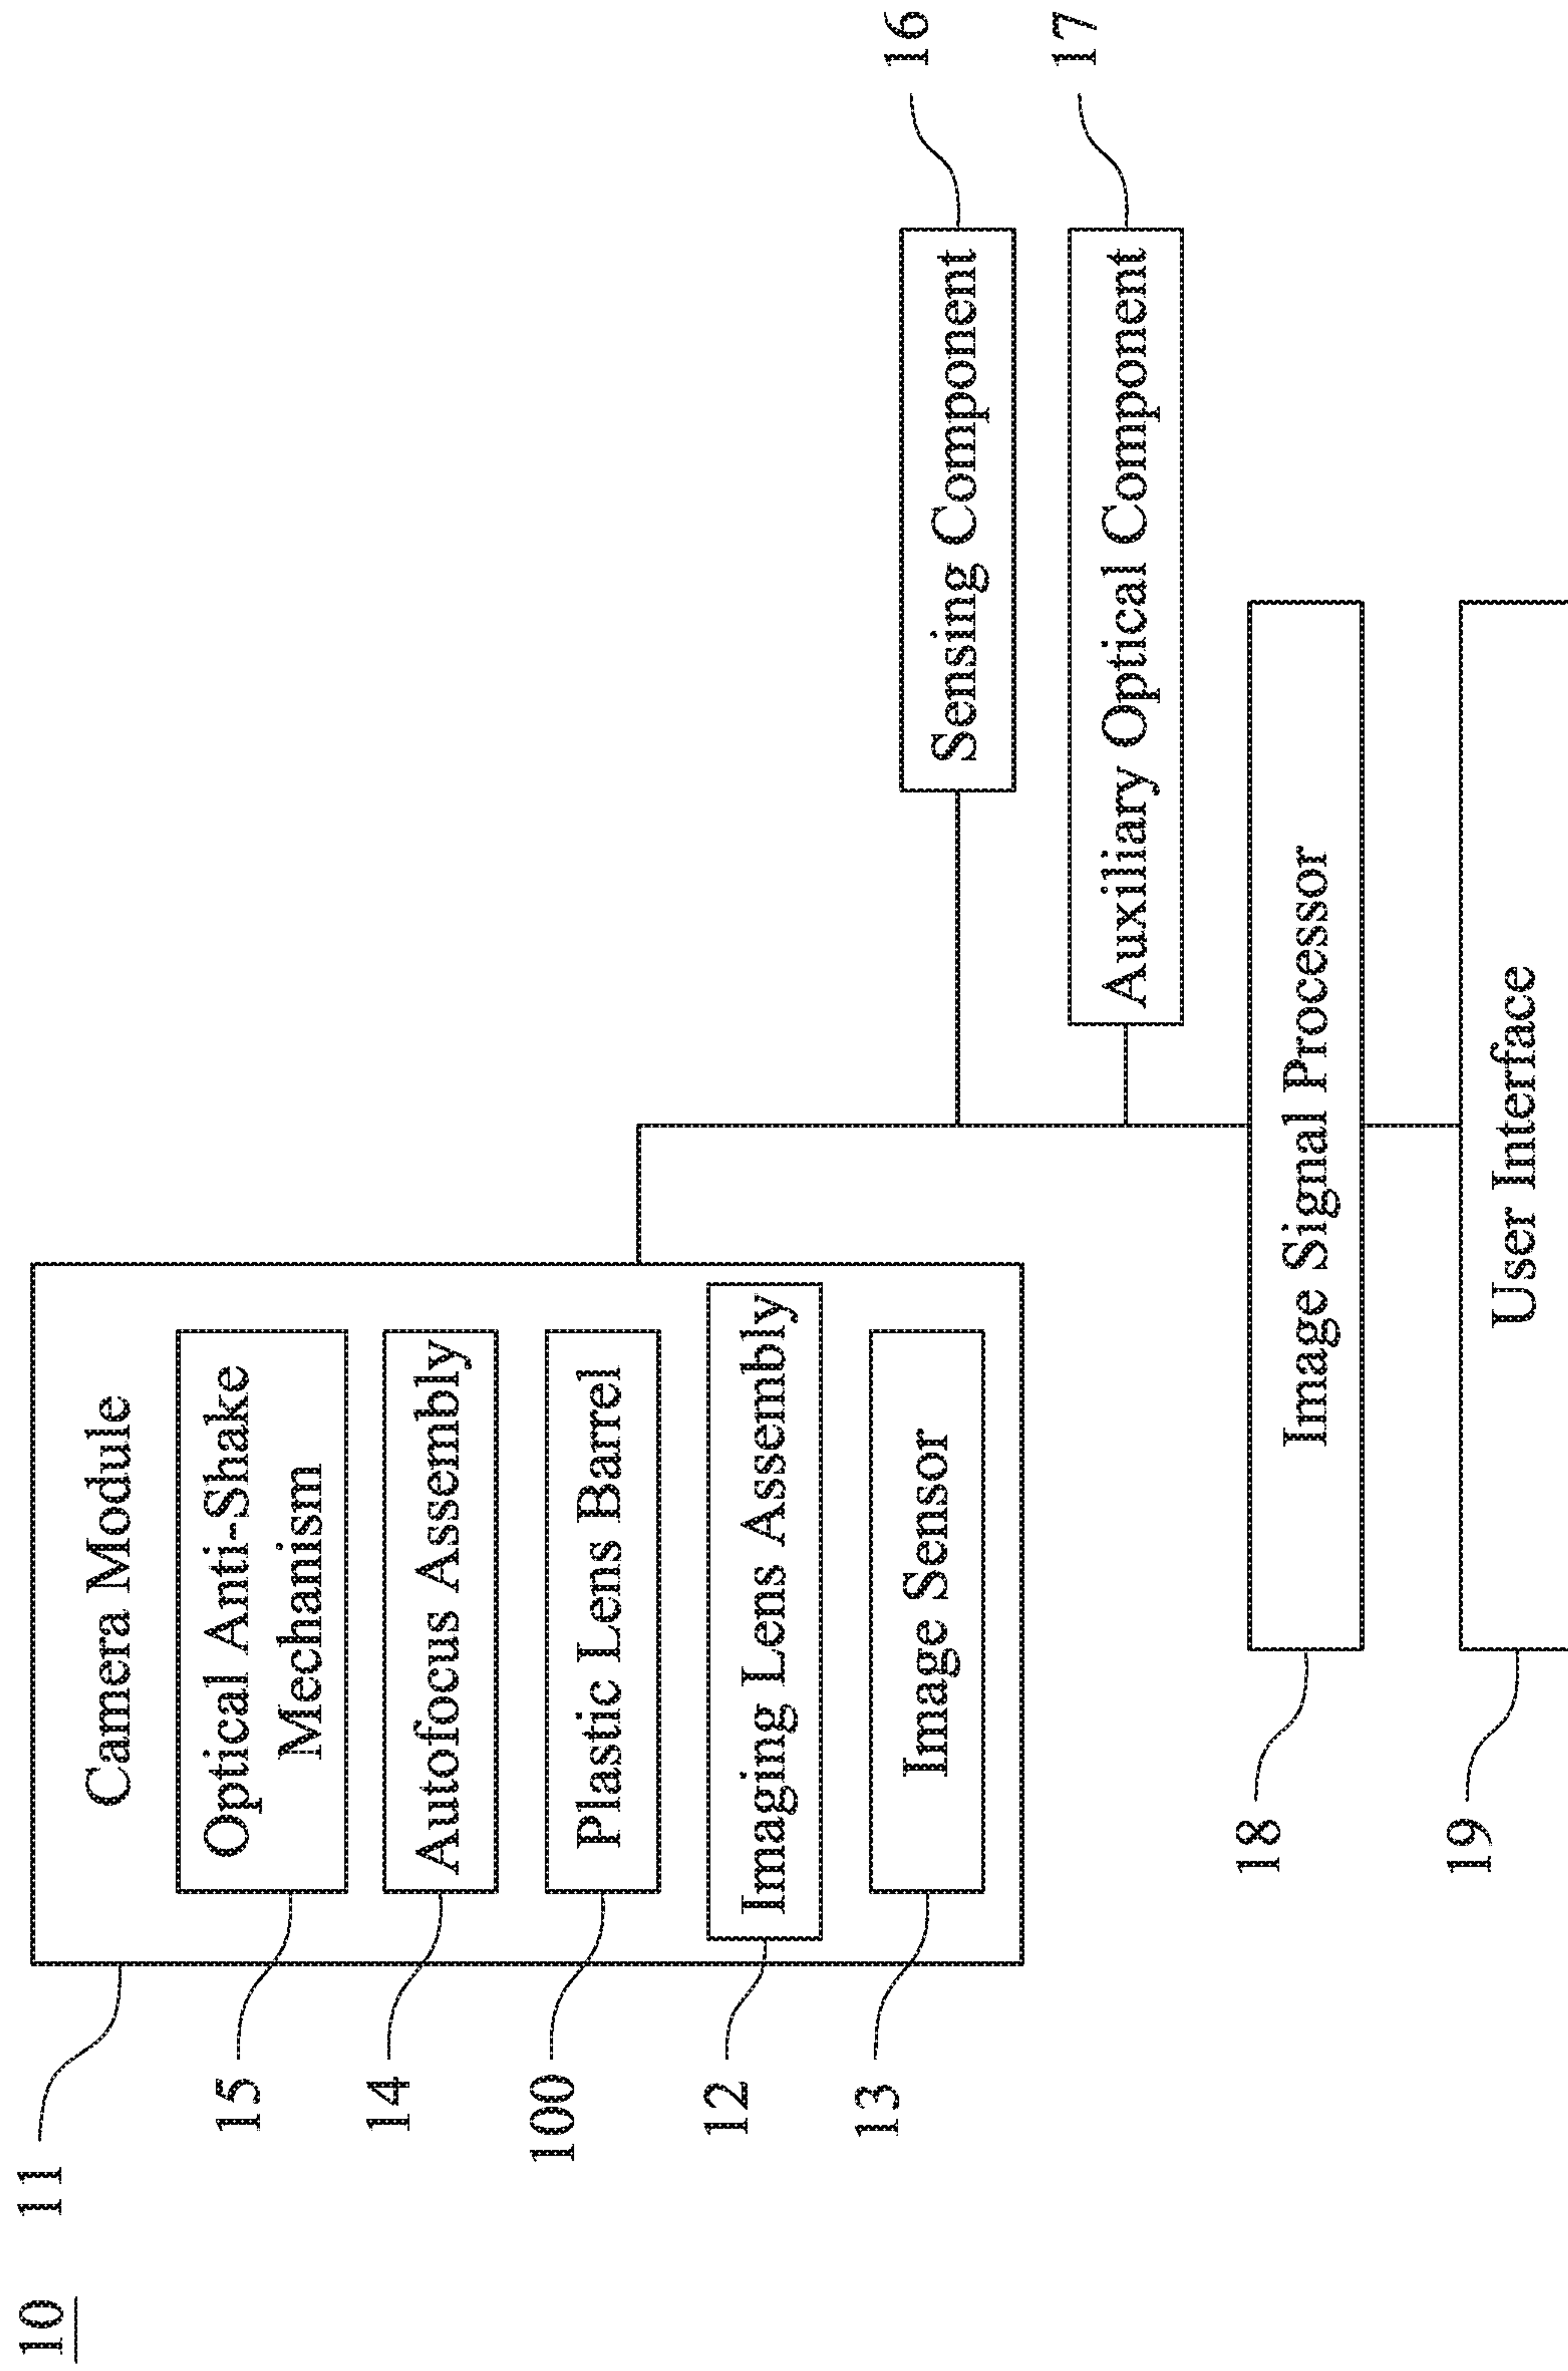 10
11
Camera Module
15
Optical Anti-Shake
Mechanism
14
Autofocus Assembly
100
Plastic Lens Barrel
12
Imaging Lens Assembly
13
Image Sensor
Sensing Component
16
Auxiliary Optical Component
17
18
Image Signal Processor
19
User Interface